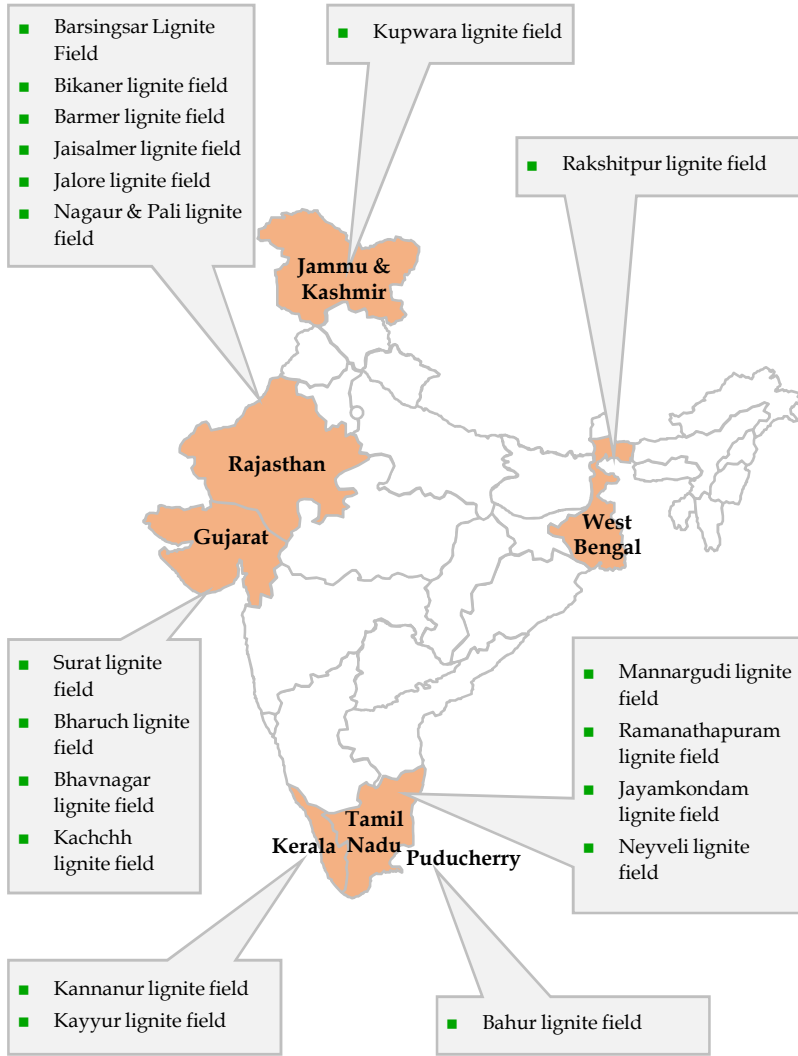 Barsingsar Lignite
Field
Bikaner lignite field
Barmer lignite field
Jaisalmer lignite field
Jalore lignite field
Nagaur & Pali lignite
field
Kupwara lignite field
Rakshitpur lignite field
Jammu &
Kashmir
Rajasthan
Gujarat
West
Bengal
Surat lignite
field
Bharuch lignite
field
Bhavnagar
lignite field
Kachchh
lignite field
Mannargudi lignite
field
Ramanathapuram
lignite field
Jayamkondam
lignite field
Neyveli lignite
field
Tamil
Nadu
Kerala
Puducherry
Kannanur lignite field
Kayyur lignite field
Bahur lignite field